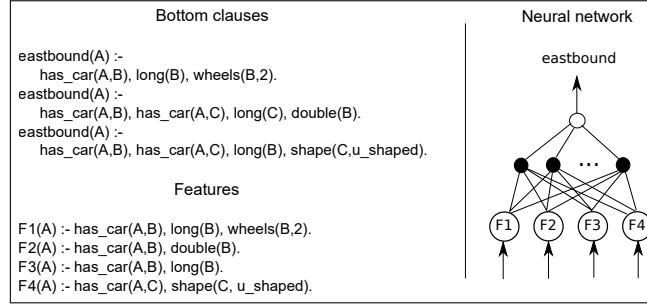 Bottom clauses
eastbound(A) :-
has_car(A,B), long(B), wheels(B,2).
eastbound(A) :-
has_car(A,B), has_car(A,C), long(C), double(B).
eastbound(A) :-
has_car(A,B), has_car(A,C), long(B), shape(C,u_shaped).
Features
F1(A) :- has_car(A,B), long(B), wheels(B,2).
F2(A) :- has_car(A,B), double(B).
F3(A) :- has_car(A,B), long(B).
F4(A) :- has_car(A,C), shape(C, u_shaped).
Neural network
eastbound
...
F1 F2 F3 F4